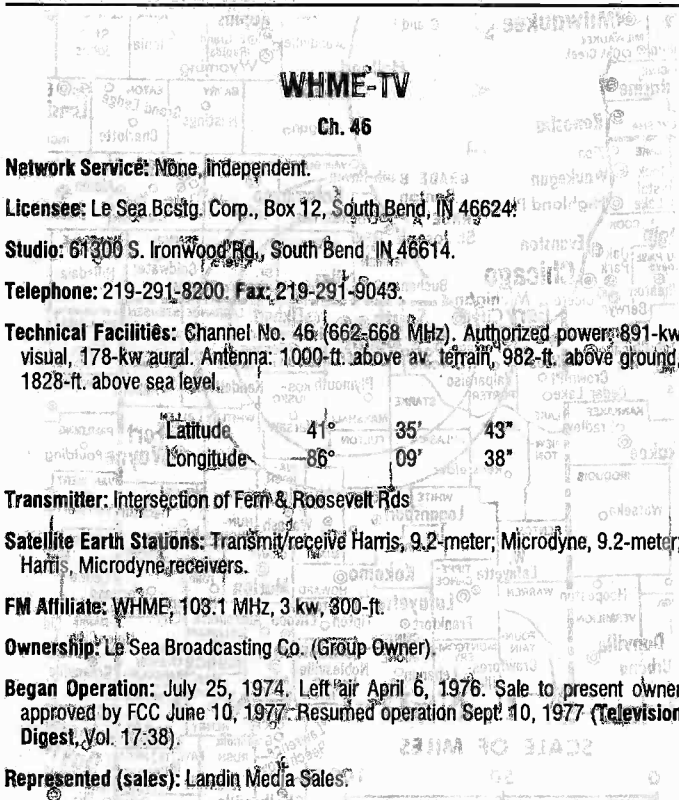 WHME-TV
Ch. 46
Network Service: None, independent.
Licensee: Le Sea Bcstg. Corp., Box 12, South Bend, IN 46624.
Studio: 61300 S. Ironwood Rd., South Bend IN 46614.
Telephone: 219-291-8200. Fax: 219-291-9043.
Technical Facilities: Channel No. 46 (662-668 MHz). Authorized power: 891-kw
visual, 178-kw aural. Antenna: 1000-ft. above av. terrain, 982-ft. above ground,
1828-ft. above sea level.
Latitude 41° 35' 43"
Longitude 86° 09' 38"
Transmitter: Intersection of Fern & Roosevelt Rds
Satellite Earth Stations: Transmit/receive Harris, 9.2-meter; Microdyne, 9.2-meter;
Harris, Microdyne receivers.
FM Affiliate: WHME, 103.1 MHz, 3 kw, 300-ft.
Ownership: Le Sea Broadcasting Co. (Group Owner).
Began Operation: July 25, 1974. Left air April 6, 1976. Sale to present owner
approved by FCC June 10, 1977. Resumed operation Sept. 10, 1977 (Television
Digest, Vol. 17:38).
Represented (sales): Landin Media Sales.